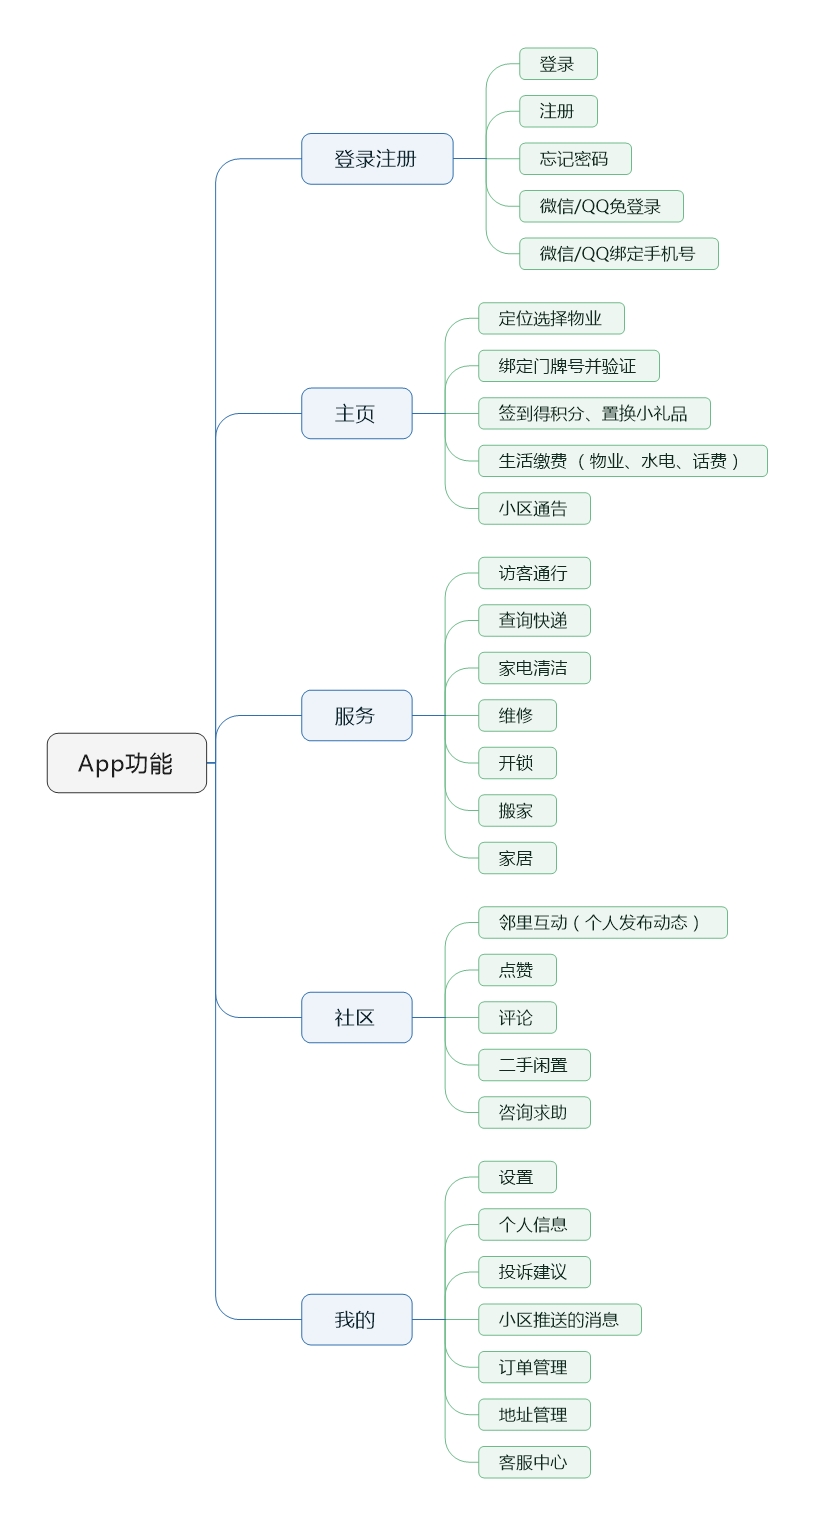 App功能
登录注册
登录
注册
忘记密码
微信/QQ免登录
微信/QQ绑定手机号
主页
定位选择物业
绑定门牌号并验证
签到得积分、置换小礼品
生活缴费（物业、水电、话费）
小区通告
服务
访客通行
查询快递
家电清洁
维修
开锁
搬家
家居
社区
邻里互动（个人发布动态）
点赞
评论
二手闲置
咨询求助
我的
设置
个人信息
投诉建议
小区推送的消息
订单管理
地址管理
客服中心